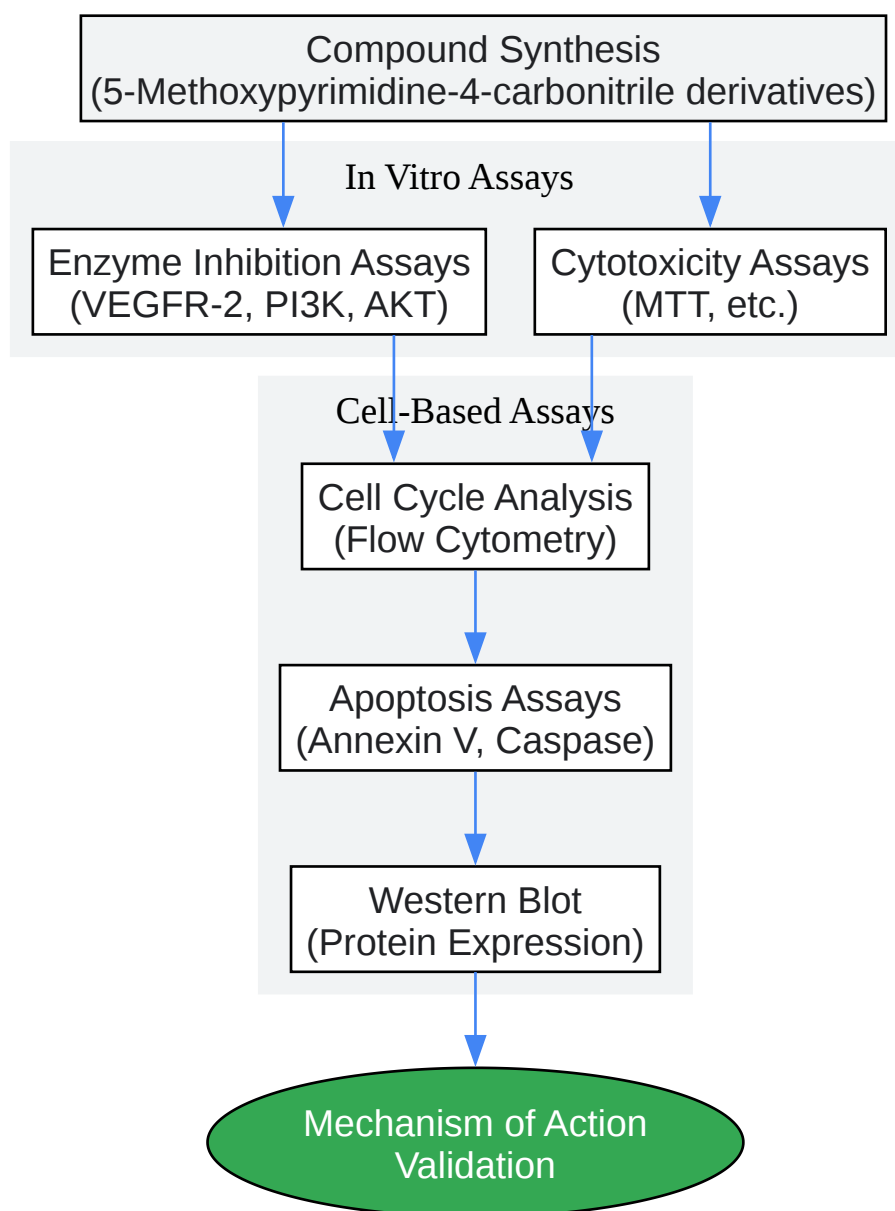 Compound Synthesis
(5-Methoxypyrimidine-4-carbonitrile derivatives)
In Vitro Assays
Enzyme Inhibition Assays
(VEGFR-2, PI3K, AKT)
Cytotoxicity Assays
(MTT, etc.)
Cell-Based Assays
Cell Cycle Analysis
(Flow Cytometry)
Apoptosis Assays
(Annexin V, Caspase)
Western Blot
(Protein Expression)
Mechanism of Action
Validation